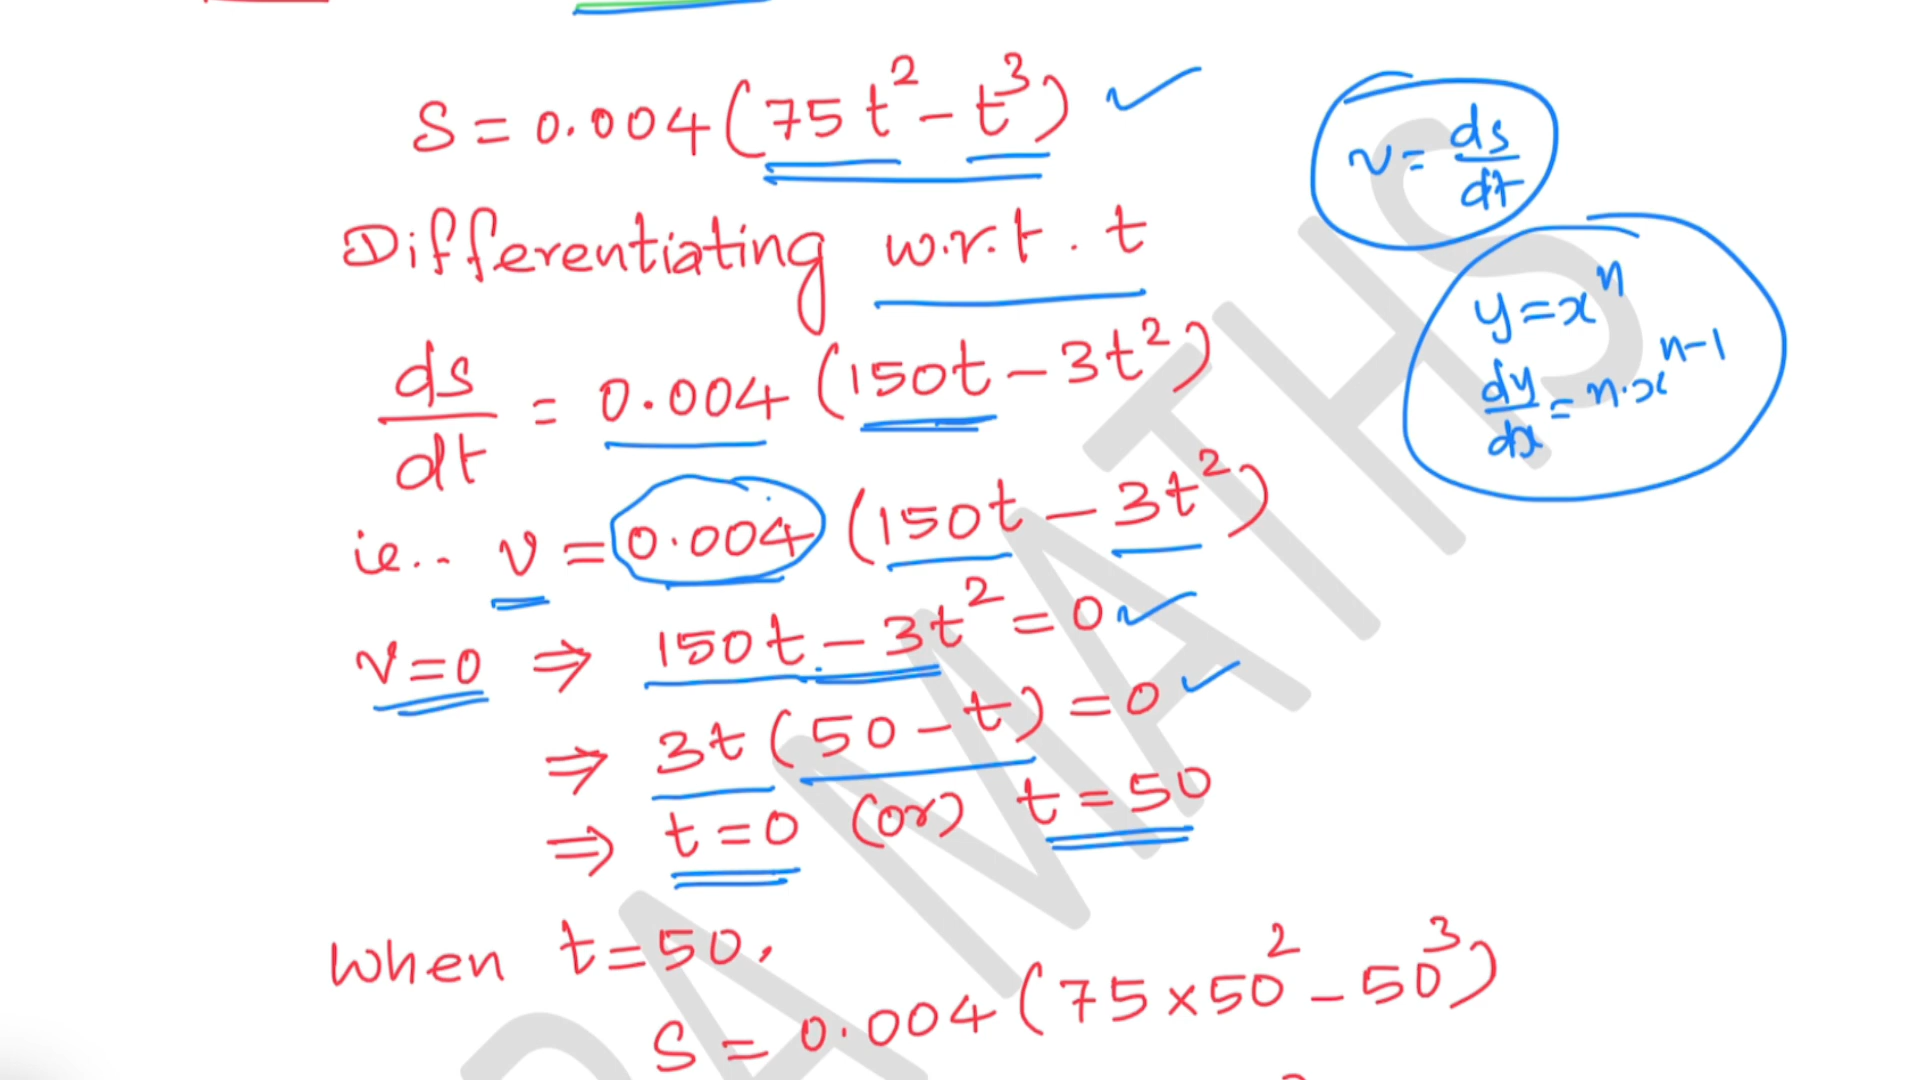 S = 0.004 (75t² - t³) ✓
v = ds/dt
Differentiating w.r.t. t
y = xⁿ
dy/dx = n·xⁿ⁻¹
ds/dt = 0.004 (150t - 3t²)
ie.. v = 0.004 (150t - 3t²)
v=0 ⇒ 150t - 3t² = 0 ✓
⇒ 3t (50 - t) = 0 ✓
⇒ t=0 (or) t=50
When t=50,
S = 0.004 (75×50² - 50³)
DA MATHS